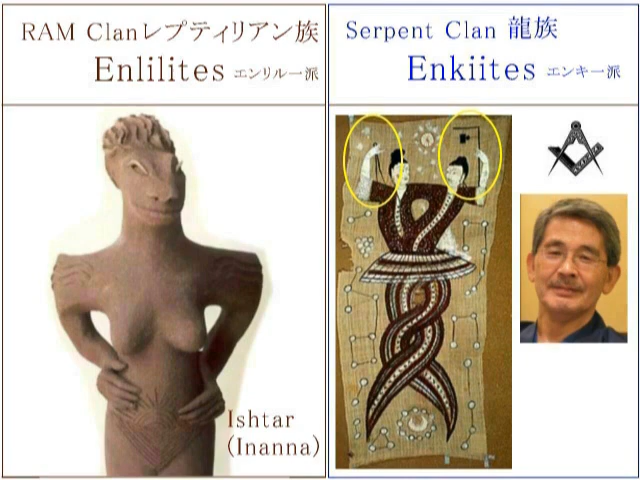 RAM Clanレプティリアン族
Enlilites エンリル一派
Ishtar
(Inanna)
Serpent Clan 龍族
Enkiites エンキ一派